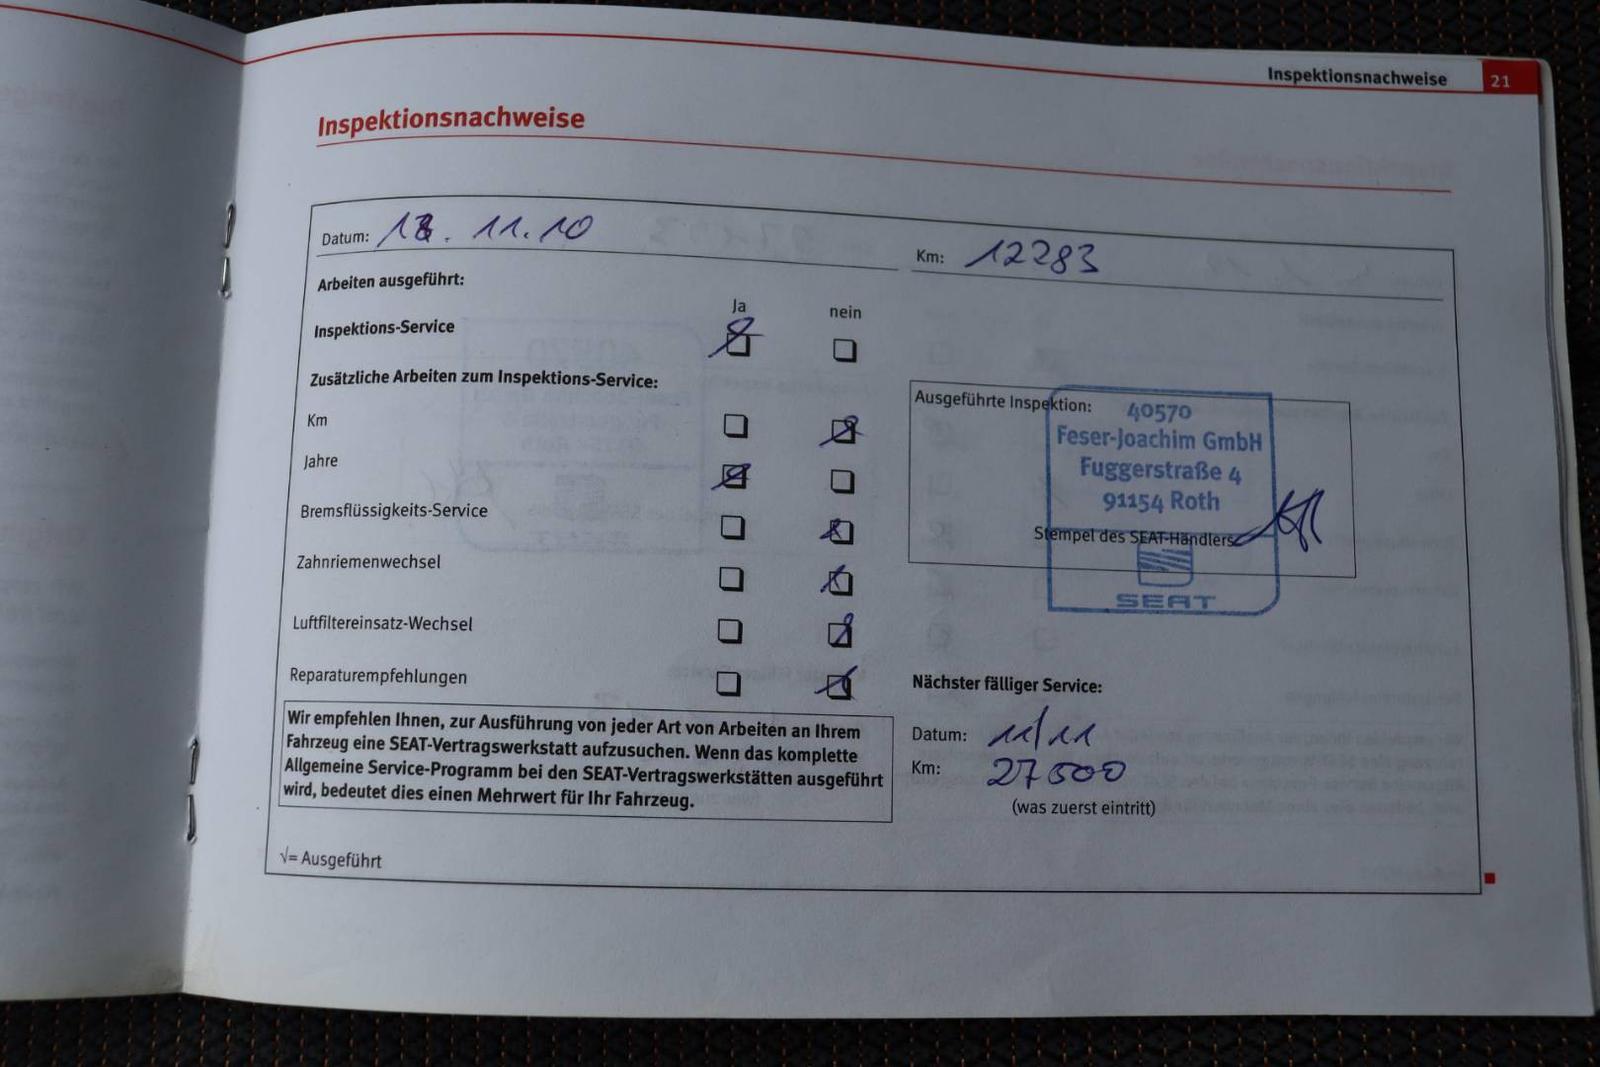 Inspektionsnachweise 21
Inspektionsnachweise
Datum: 18. 11.10
Km: 12283
Arbeiten ausgeführt:
Ja nein
Inspektions-Service
Zusätzliche Arbeiten zum Inspektions-Service:
Km
Jahre
Bremsflüssigkeits-Service
Zahnriemenwechsel
Luftfiltereinsatz-Wechsel
Reparaturempfehlungen
Ausgeführte Inspektion:
40570
Feser-Joachim GmbH
Fuggerstraße 4
91154 Roth
Stempel des SEAT-Händlers
SEAT
Wir empfehlen Ihnen, zur Ausführung von jeder Art von Arbeiten an Ihrem
Fahrzeug eine SEAT-Vertragswerkstatt aufzusuchen. Wenn das komplette
Allgemeine Service-Programm bei den SEAT-Vertragswerkstätten ausgeführt
wird, bedeutet dies einen Mehrwert für Ihr Fahrzeug.
Nächster fälliger Service:
Datum: 11/11
Km: 27500
(was zuerst eintritt)
√= Ausgeführt